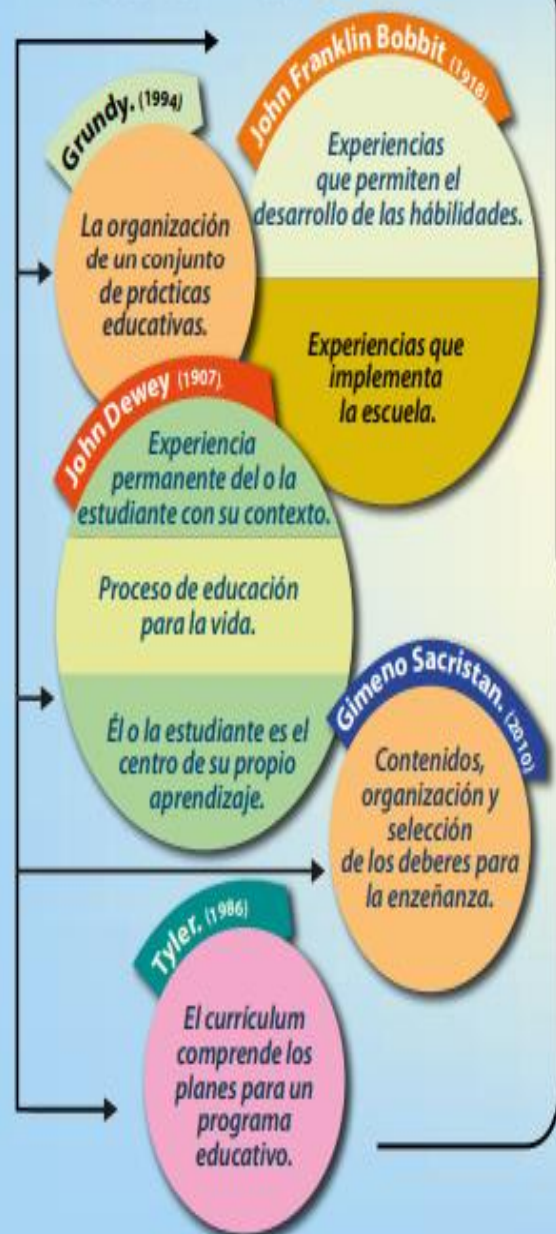 John Franklin Bobbit (1918)
Experiencias
que permiten el
desarrollo de las hábilidades.
Experiencias que
implementa
la escuela.
Grundy. (1994)
La organización
de un conjunto
de prácticas
educativas.
John Dewey (1907)
Experiencia
permanente del o la
estudiante con su contexto.
Proceso de educación
para la vida.
Él o la estudiante es el
centro de su propio
aprendizaje.
Gimeno Sacristan. (2010)
Contenidos,
organización y
selección
de los deberes para
la enzeñanza.
Tyler. (1986)
El currículum
comprende los
planes para un
programa
educativo.